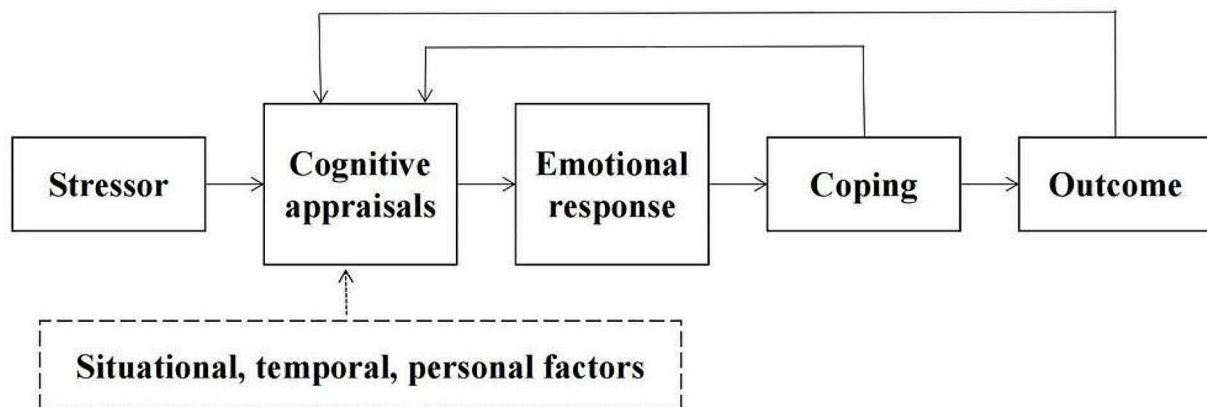 Stressor
Cognitive
appraisals
Emotional
response
Coping
Outcome
Situational, temporal, personal factors